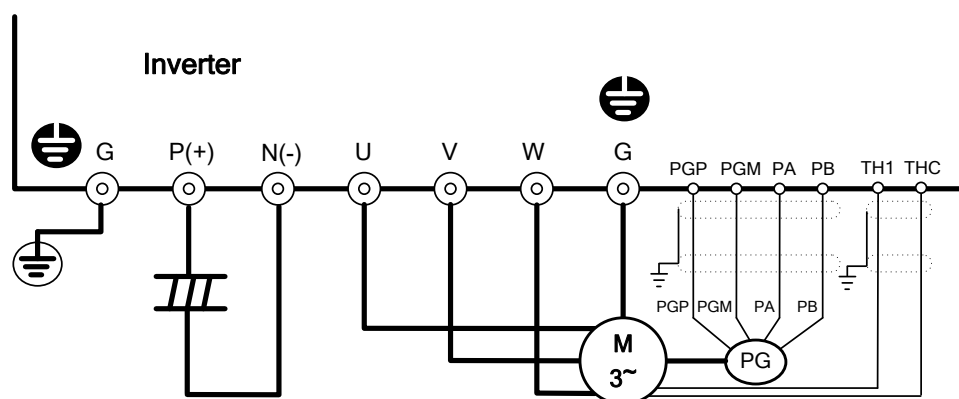 Inverter
G
P(+)
N(-)
U
V
W
G
PGP
PGM
PA
PB
TH1
THC
PGP
PGM
PA
PB
M
3~
PG